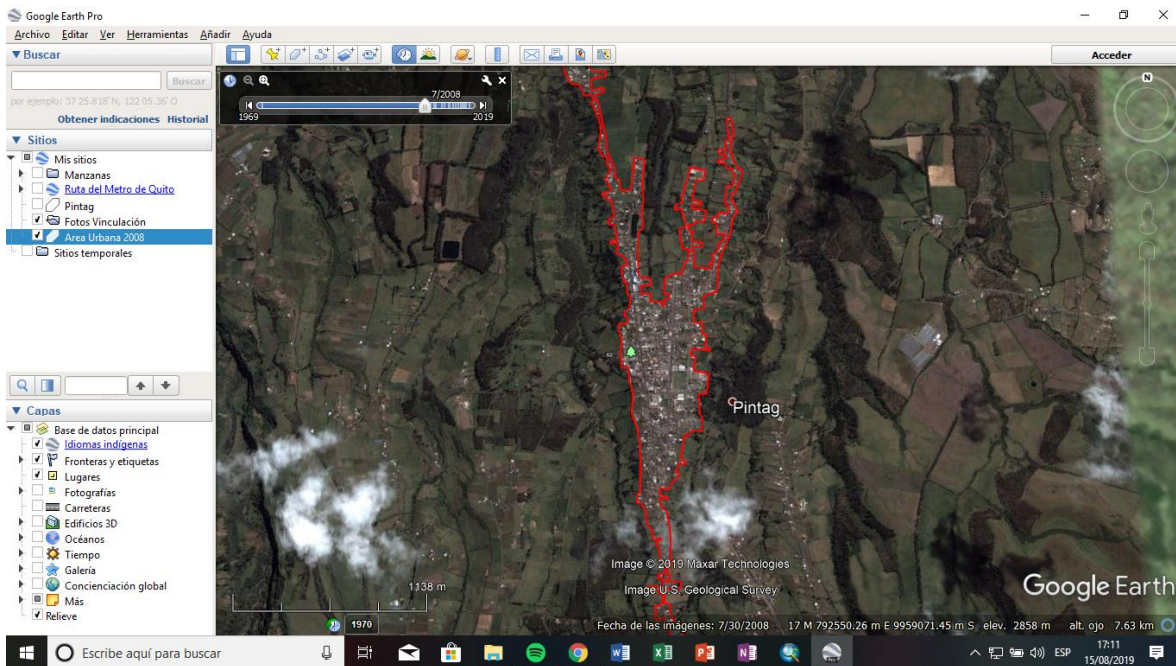 Google Earth Pro
Archivo Editar Ver Herramientas Añadir Ayuda
Buscar
Buscar
por ejemplo: 37 25.818' N, 122 05.36' O
Obtener indicaciones Historial
Sitios
Mis sitios
Manzanas
Ruta del Metro de Quito
Pintag
Fotos Vinculación
Area Urbana 2008
Sitios temporales
Capas
Base de datos principal
Idiomas indígenas
Fronteras y etiquetas
Lugares
Fotografías
Carreteras
Edificios 3D
Océanos
Tiempo
Galería
Concienciación global
Más
Relieve
Acceder
7/2008
1969 2019
N
Pintag
Image © 2019 Maxar Technologies
Image U.S. Geological Survey
Google Earth
1138 m
1970
Fecha de las imágenes: 7/30/2008 17 M 792550.26 m E 9959071.45 m S elev. 2858 m alt. ojo 7.63 km
Escribe aquí para buscar
ESP
17:11
15/08/2019